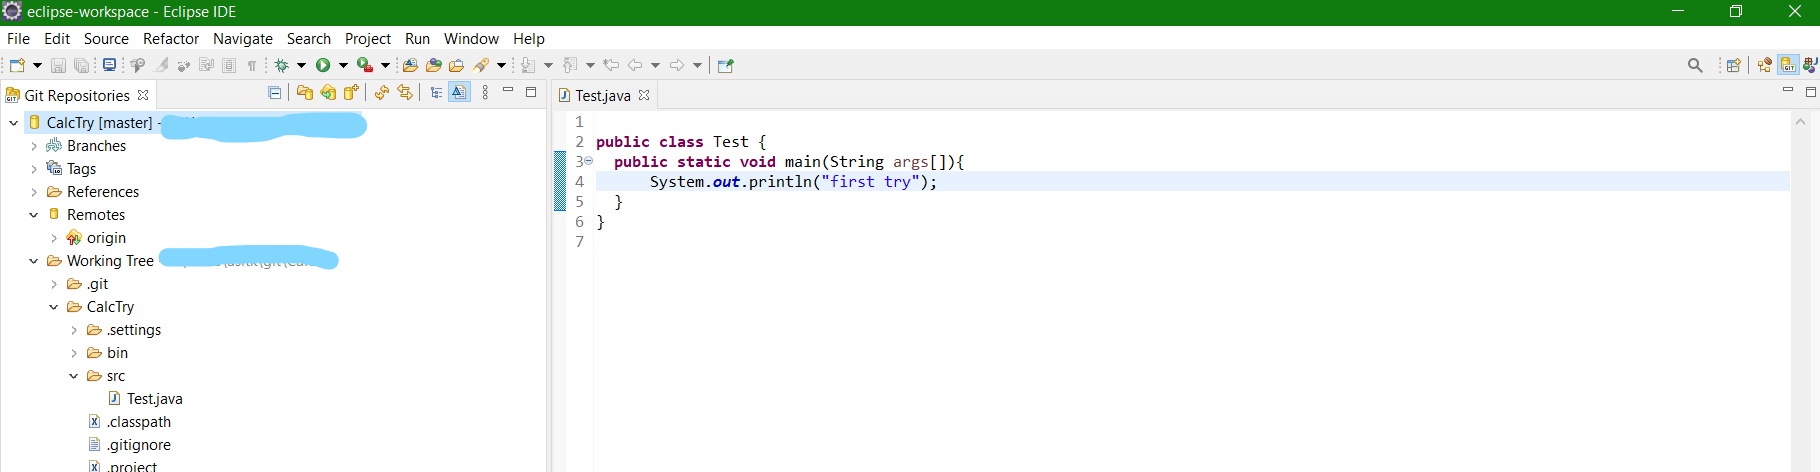 eclipse-workspace - Eclipse IDE
File Edit Source Refactor Navigate Search Project Run Window Help
Git Repositories
CalcTry [master] -
Branches
Tags
References
Remotes
origin
Working Tree
.git
CalcTry
.settings
bin
src
Test.java
.classpath
.gitignore
.project
Test.java
1
2 public class Test {
3 public static void main(String args[]){
4 System.out.println("first try");
5 }
6 }
7